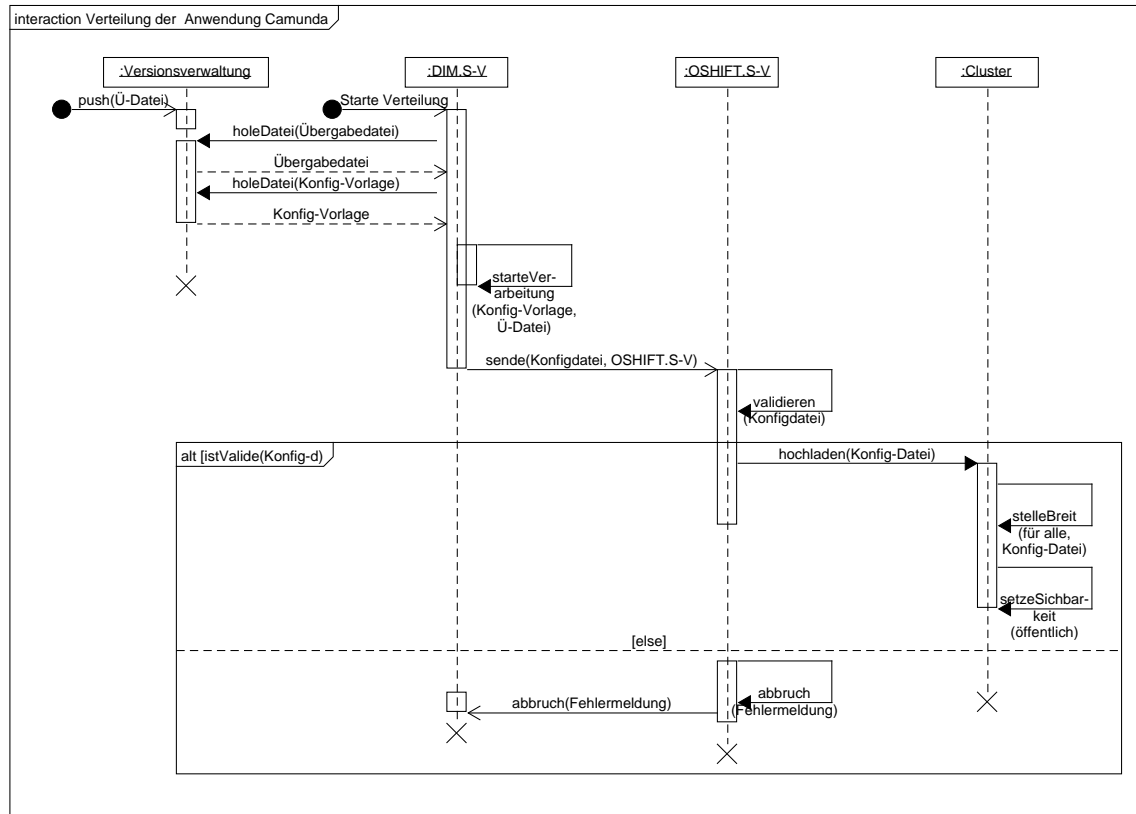 interaction Verteilung der  Anwendung Camunda
:Versionsverwaltung
:DIM.S-V
:OSHIFT.S-V
:Cluster
push(Ü-Datei)
Starte Verteilung
holeDatei(Übergabedatei)
Übergabedatei
holeDatei(Konfig-Vorlage)
Konfig-Vorlage
starteVer-
arbeitung
(Konfig-Vorlage,
Ü-Datei)
sende(Konfigdatei, OSHIFT.S-V)
validieren
(Konfigdatei)
alt [istValide(Konfig-d)
hochladen(Konfig-Datei)
stelleBreit
(für alle,
Konfig-Datei)
setzeSichbar-
keit
(öffentlich)
[else]
abbruch
(Fehlermeldung)
abbruch(Fehlermeldung)